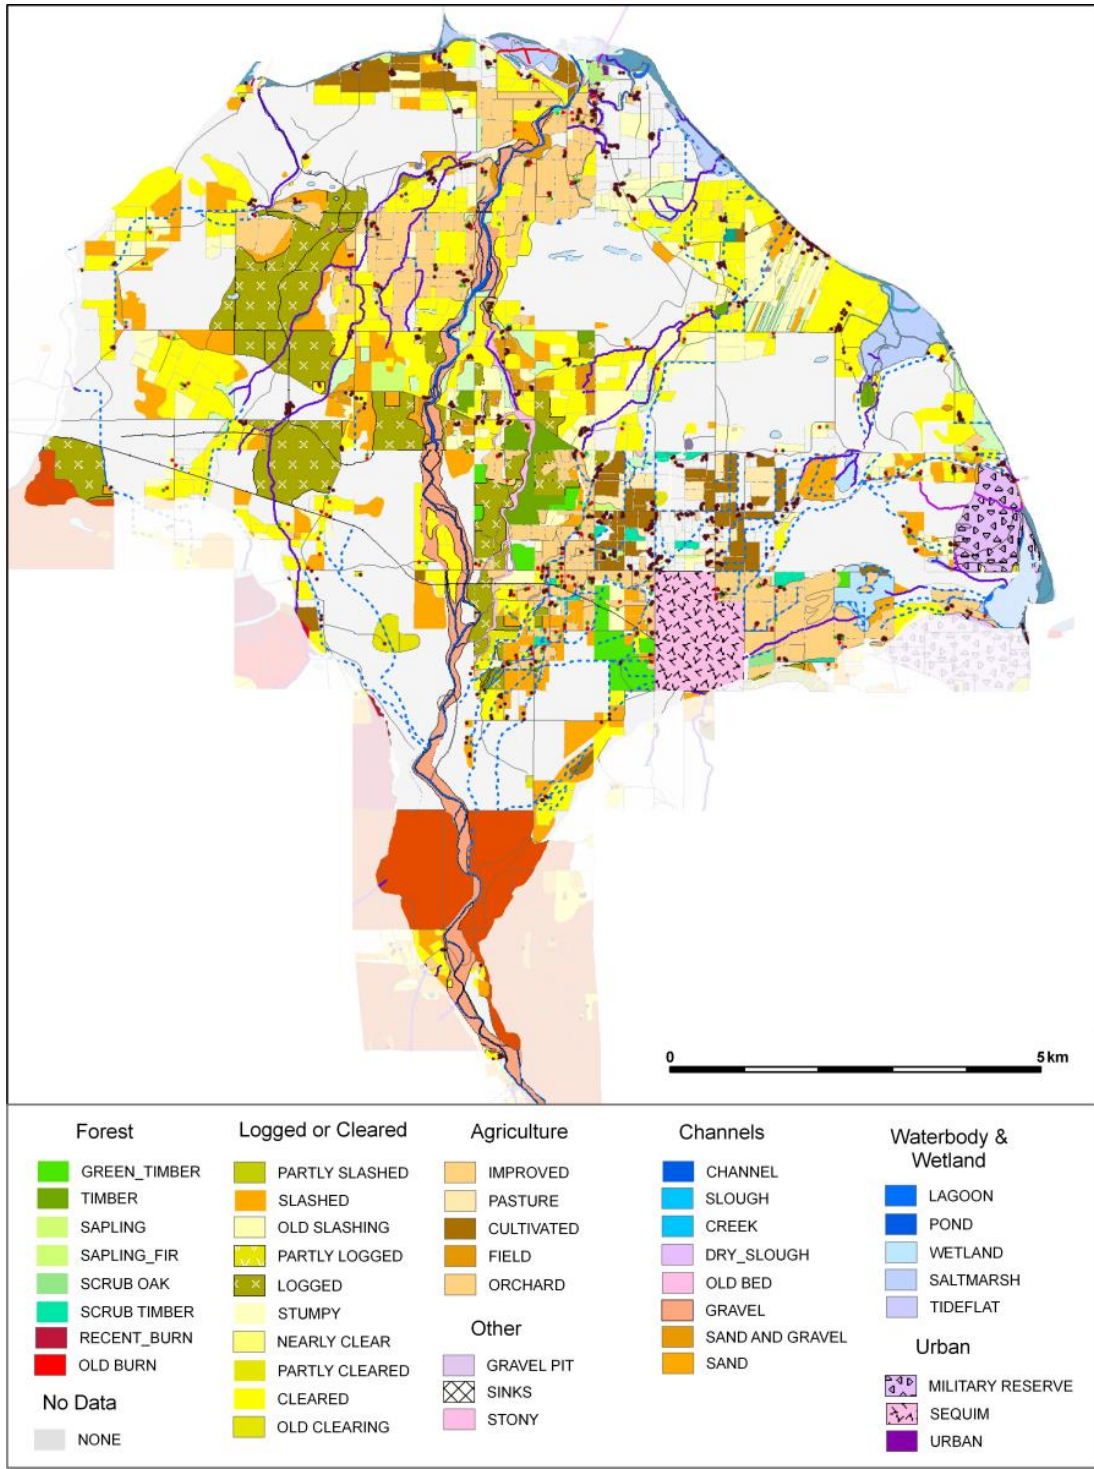 0 5 km
Forest
GREEN_TIMBER
TIMBER
SAPLING
SAPLING_FIR
SCRUB OAK
SCRUB TIMBER
RECENT_BURN
OLD BURN
No Data
NONE
Logged or Cleared
PARTLY SLASHED
SLASHED
OLD SLASHING
PARTLY LOGGED
LOGGED
STUMPY
NEARLY CLEAR
PARTLY CLEARED
CLEARED
OLD CLEARING
Agriculture
IMPROVED
PASTURE
CULTIVATED
FIELD
ORCHARD
Other
GRAVEL PIT
SINKS
STONY
Channels
CHANNEL
SLOUGH
CREEK
DRY_SLOUGH
OLD BED
GRAVEL
SAND AND GRAVEL
SAND
Waterbody &
Wetland
LAGOON
POND
WETLAND
SALTMARSH
TIDEFLAT
Urban
MILITARY RESERVE
SEQUIM
URBAN